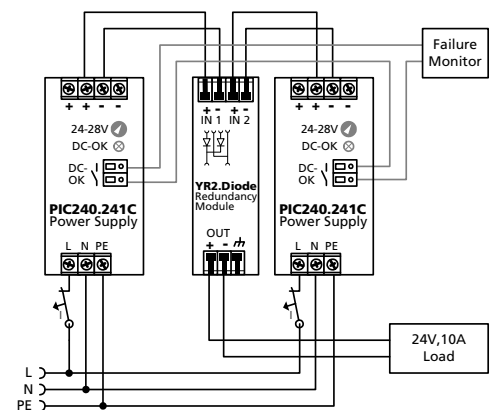 Failure
Monitor
+ + - -
+ - + -
IN 1 IN 2
+ + - -
24-28V
DC-OK
DC-
OK
I
PIC240.241C
Power Supply
L N PE
YR2.Diode
Redundancy
Module
OUT
+ -
24-28V
DC-OK
DC-
OK
I
PIC240.241C
Power Supply
L N PE
I
I
24V,10A
Load
L
N
PE